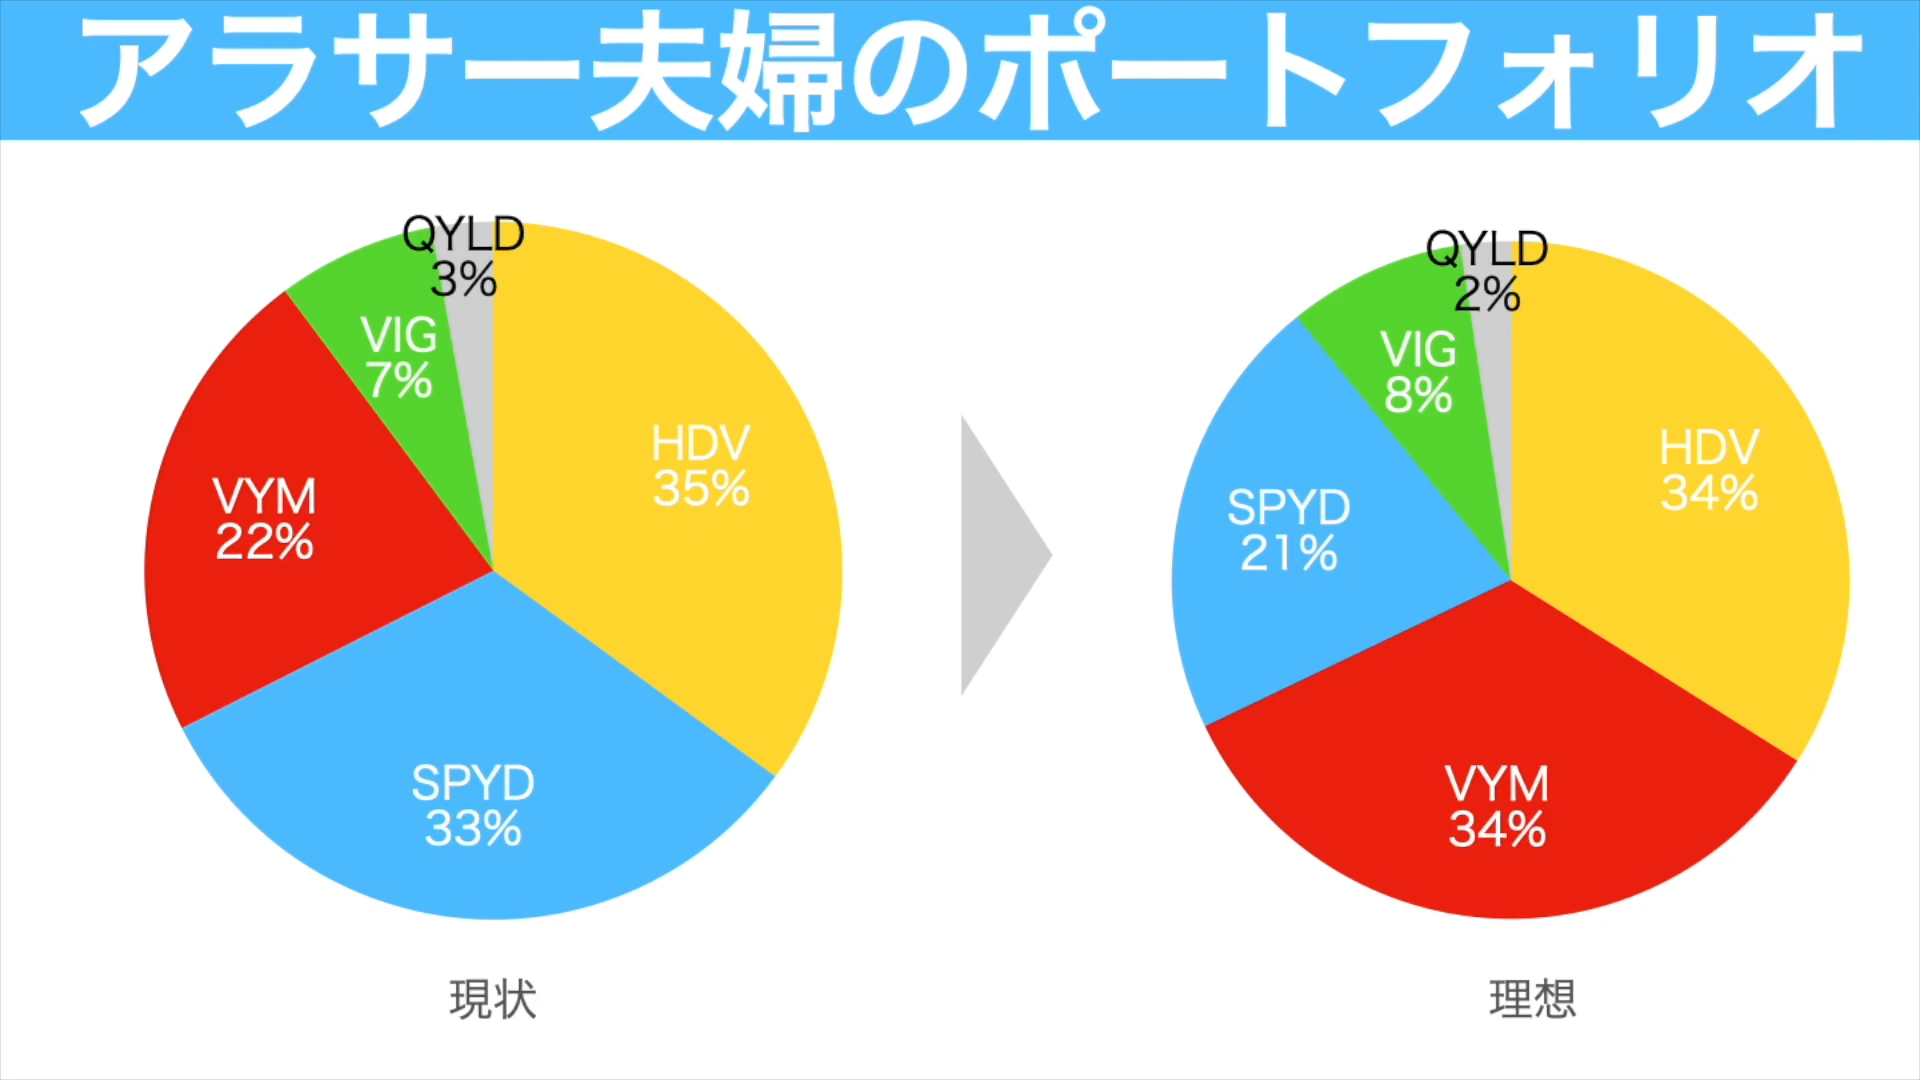 アラサー夫婦のポートフォリオ
QYLD
3%
VIG
7%
HDV
35%
VYM
22%
SPYD
33%
現状
QYLD
2%
VIG
8%
HDV
34%
SPYD
21%
VYM
34%
理想